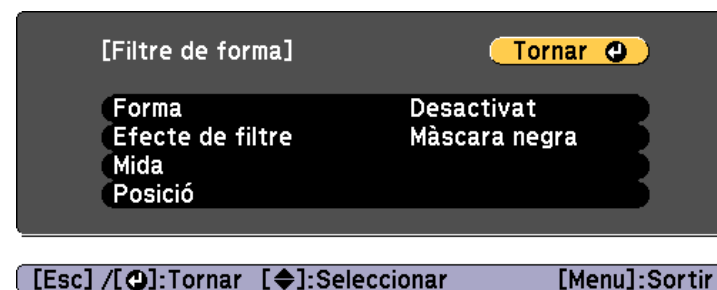 [Filtre de forma] Tornar
Forma Desactivat
Efecte de filtre Màscara negra
Mida
Posició
[Esc] /[ ]:Tornar [ ]:Seleccionar [Menu]:Sortir